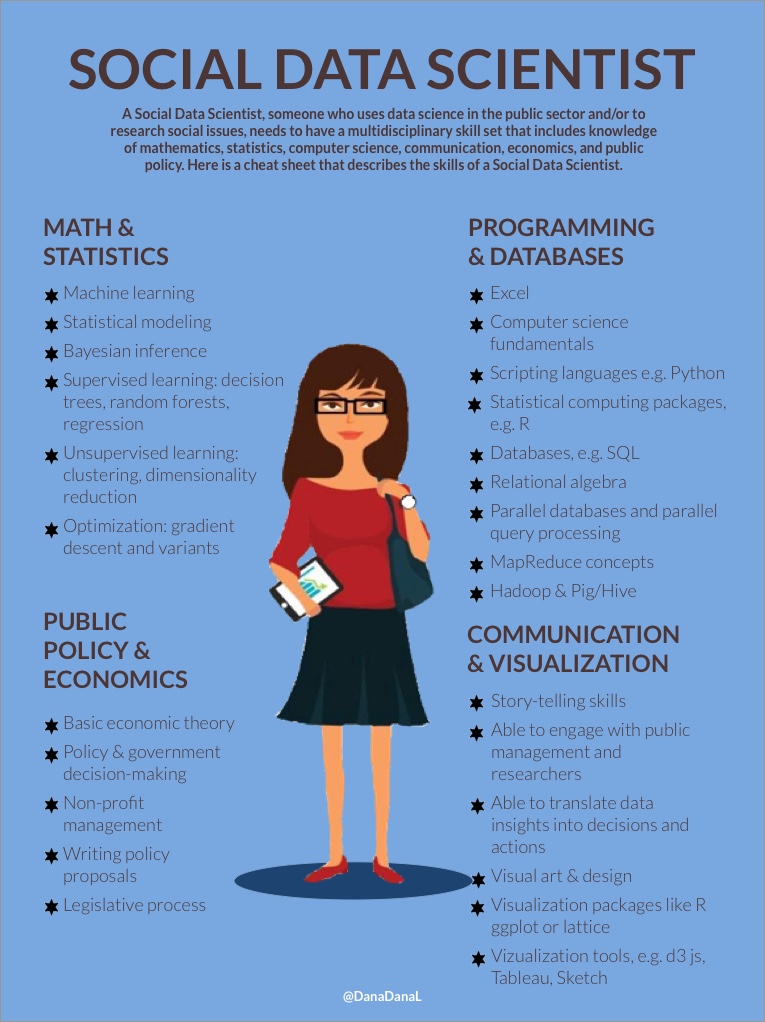 SOCIAL DATA SCIENTIST
A Social Data Scientist, someone who uses data science in the public sector and/or to
research social issues, needs to have a multidisciplinary skill set that includes knowledge
of mathematics, statistics, computer science, communication, economics, and public
policy. Here is a cheat sheet that describes the skills of a Social Data Scientist.
MATH &
STATISTICS
Machine learning
Statistical modeling
Bayesian inference
Supervised learning: decision
trees, random forests,
regression
Unsupervised learning:
clustering, dimensionality
reduction
Optimization: gradient
descent and variants
PUBLIC
POLICY &
ECONOMICS
Basic economic theory
Policy & government
decision-making
Non-profit
management
Writing policy
proposals
Legislative process
PROGRAMMING
& DATABASES
Excel
Computer science
fundamentals
Scripting languages e.g. Python
Statistical computing packages,
e.g. R
Databases, e.g. SQL
Relational algebra
Parallel databases and parallel
query processing
MapReduce concepts
Hadoop & Pig/Hive
COMMUNICATION
& VISUALIZATION
Story-telling skills
Able to engage with public
management and
researchers
Able to translate data
insights into decisions and
actions
Visual art & design
Visualization packages like R
ggplot or lattice
Vizualization tools, e.g. d3 js,
Tableau, Sketch
@DanaDanaL